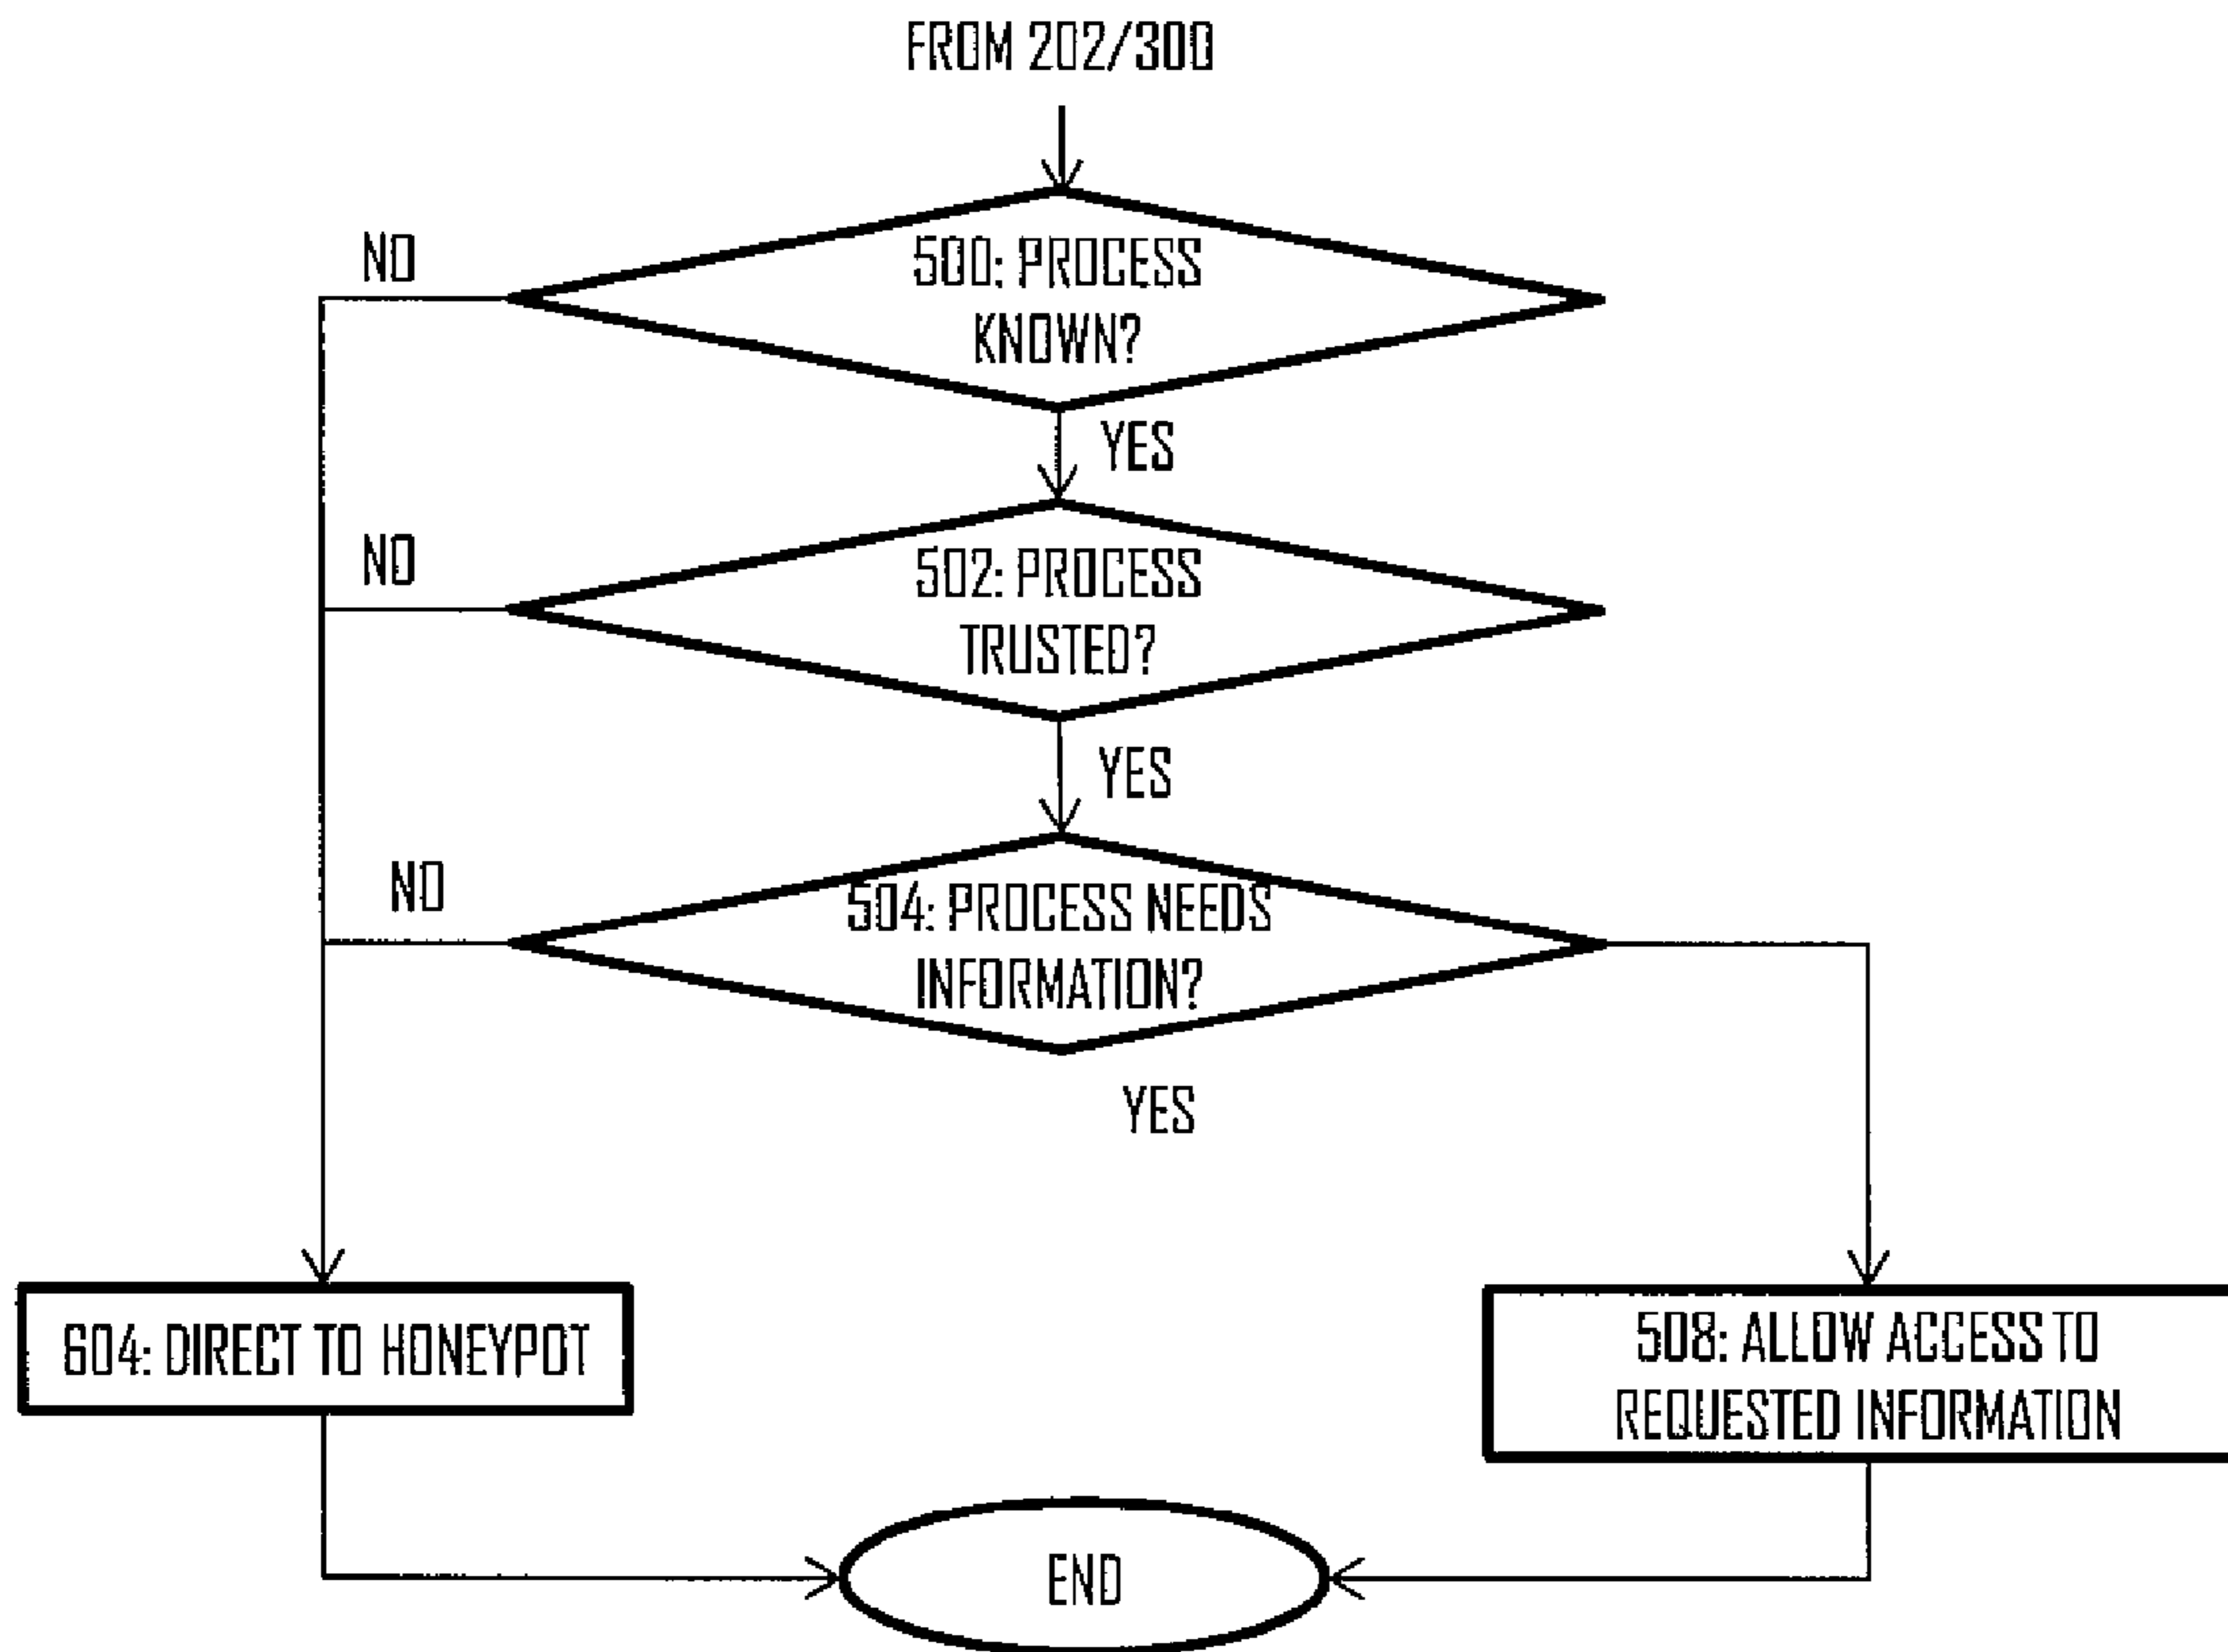 FROM 202/300
NO
500: PROCESS
KNOWN?
YES
NO
502: PROCESS
TRUSTED?
YES
NO
504: PROCESS NEEDS
INFORMATION?
YES
604: DIRECT TO HONEYPOT
508: ALLOW ACCESS TO
REQUESTED INFORMATION
END